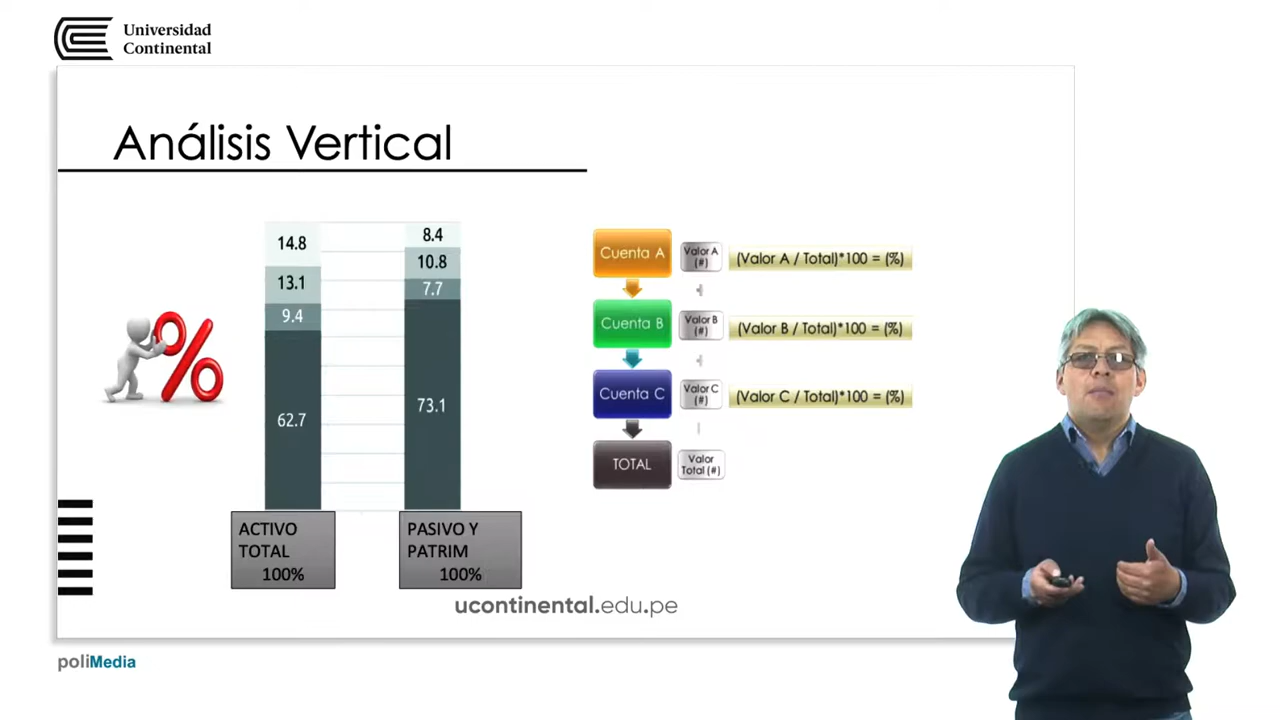 Universidad
Continental
Análisis Vertical
14.8
13.1
9.4
62.7
8.4
10.8
7.7
73.1
%
ACTIVO
TOTAL
100%
PASIVO Y
PATRIM
100%
Cuenta A
Valor A
(#)
(Valor A / Total)*100 = (%)
+
Cuenta B
Valor B
(#)
(Valor B / Total)*100 = (%)
+
Cuenta C
Valor C
(#)
(Valor C / Total)*100 = (%)
TOTAL
Valor
Total (#)
ucontinental.edu.pe
poliMedia